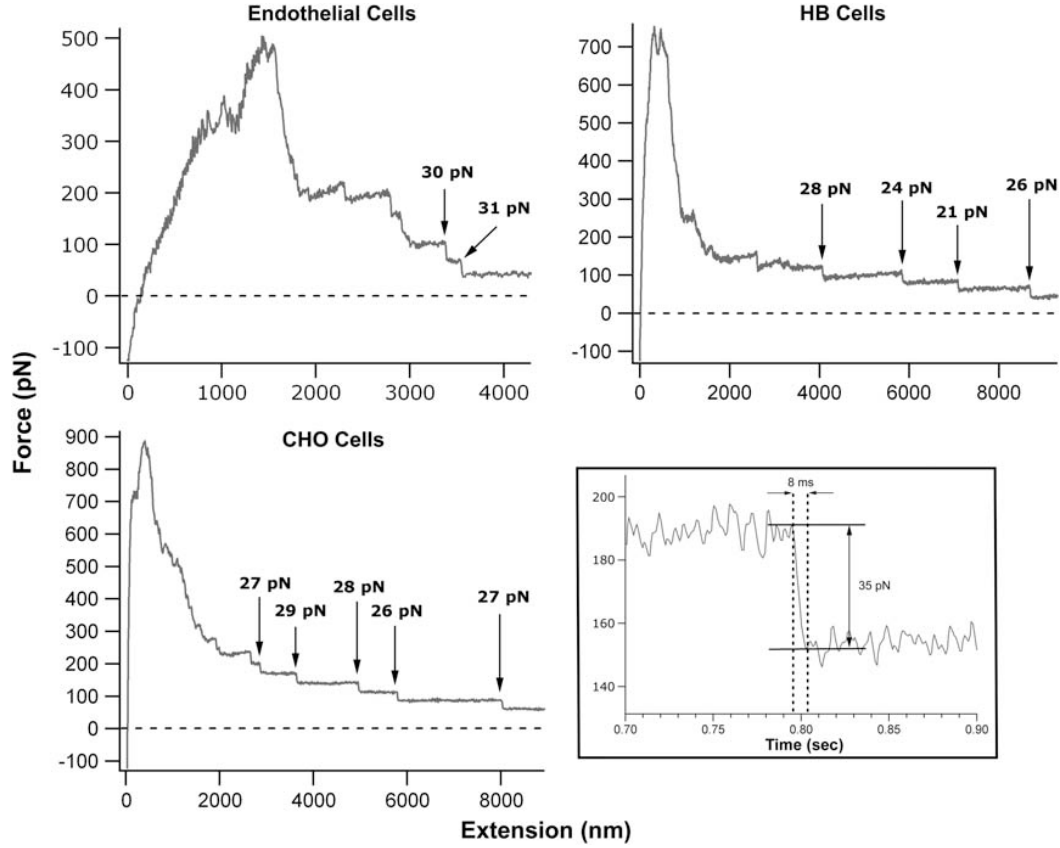 Endothelial Cells
500
400
300
200
100
0
-100
30 pN
31 pN
0
1000
2000
3000
4000
HB Cells
700
600
500
400
300
200
100
0
-100
28 pN
24 pN
21 pN
26 pN
0
2000
4000
6000
8000
Force (pN)
CHO Cells
900
800
700
600
500
400
300
200
100
0
-100
27 pN
29 pN
28 pN
26 pN
27 pN
0
2000
4000
6000
8000
8 ms
200
180
160
140
35 pN
0.70
0.75
0.80
0.85
0.90
Time (sec)
Extension (nm)